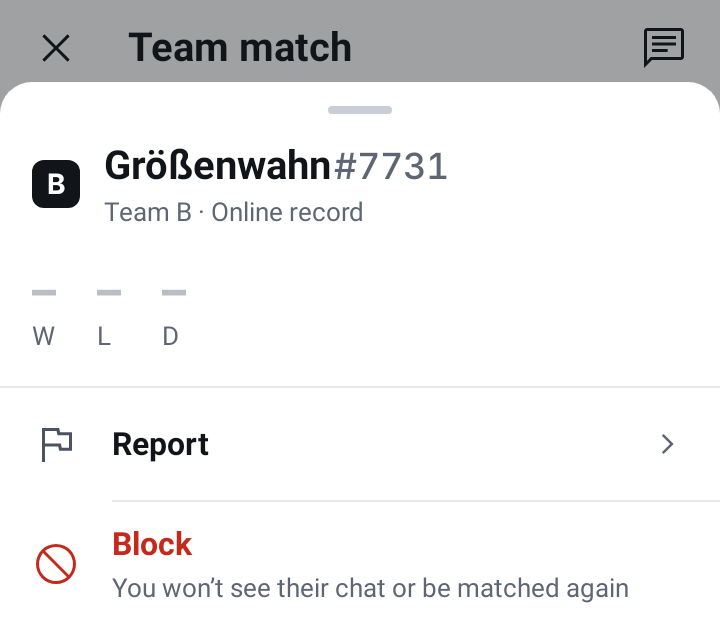 Team match
B
Größenwahn#7731
Team B · Online record
– – –
W L D
Report
Block
You won’t see their chat or be matched again